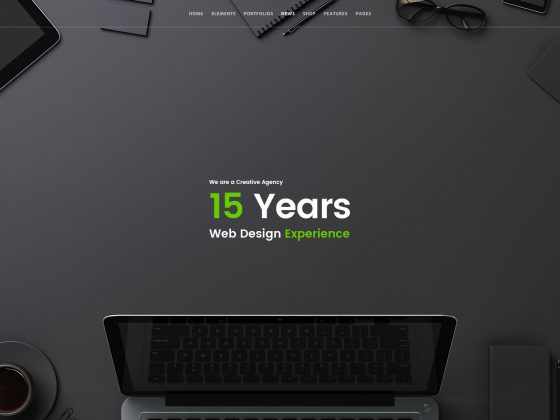 HOME ELEMENTS PORTFOLIOS NEWS SHOP FEATURES PAGES
We are a Creative Agency
15 Years
Web Design Experience